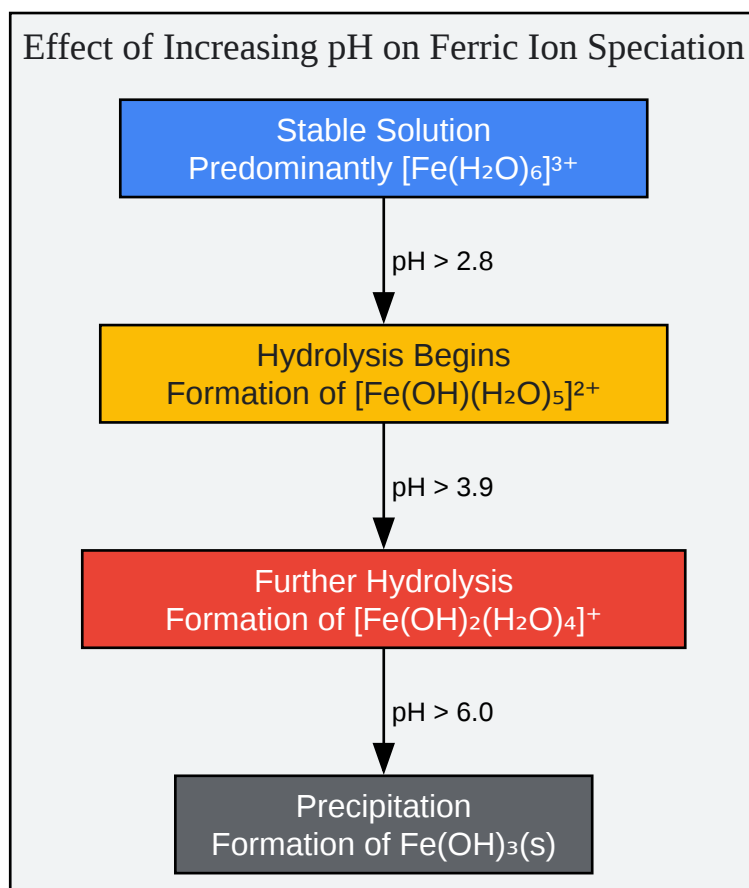 Effect of Increasing pH on Ferric Ion Speciation
Stable Solution
Predominantly [Fe(H₂O)₆]³⁺
pH > 2.8
Hydrolysis Begins
Formation of [Fe(OH)(H₂O)₅]²⁺
pH > 3.9
Further Hydrolysis
Formation of [Fe(OH)₂(H₂O)₄]⁺
pH > 6.0
Precipitation
Formation of Fe(OH)₃(s)